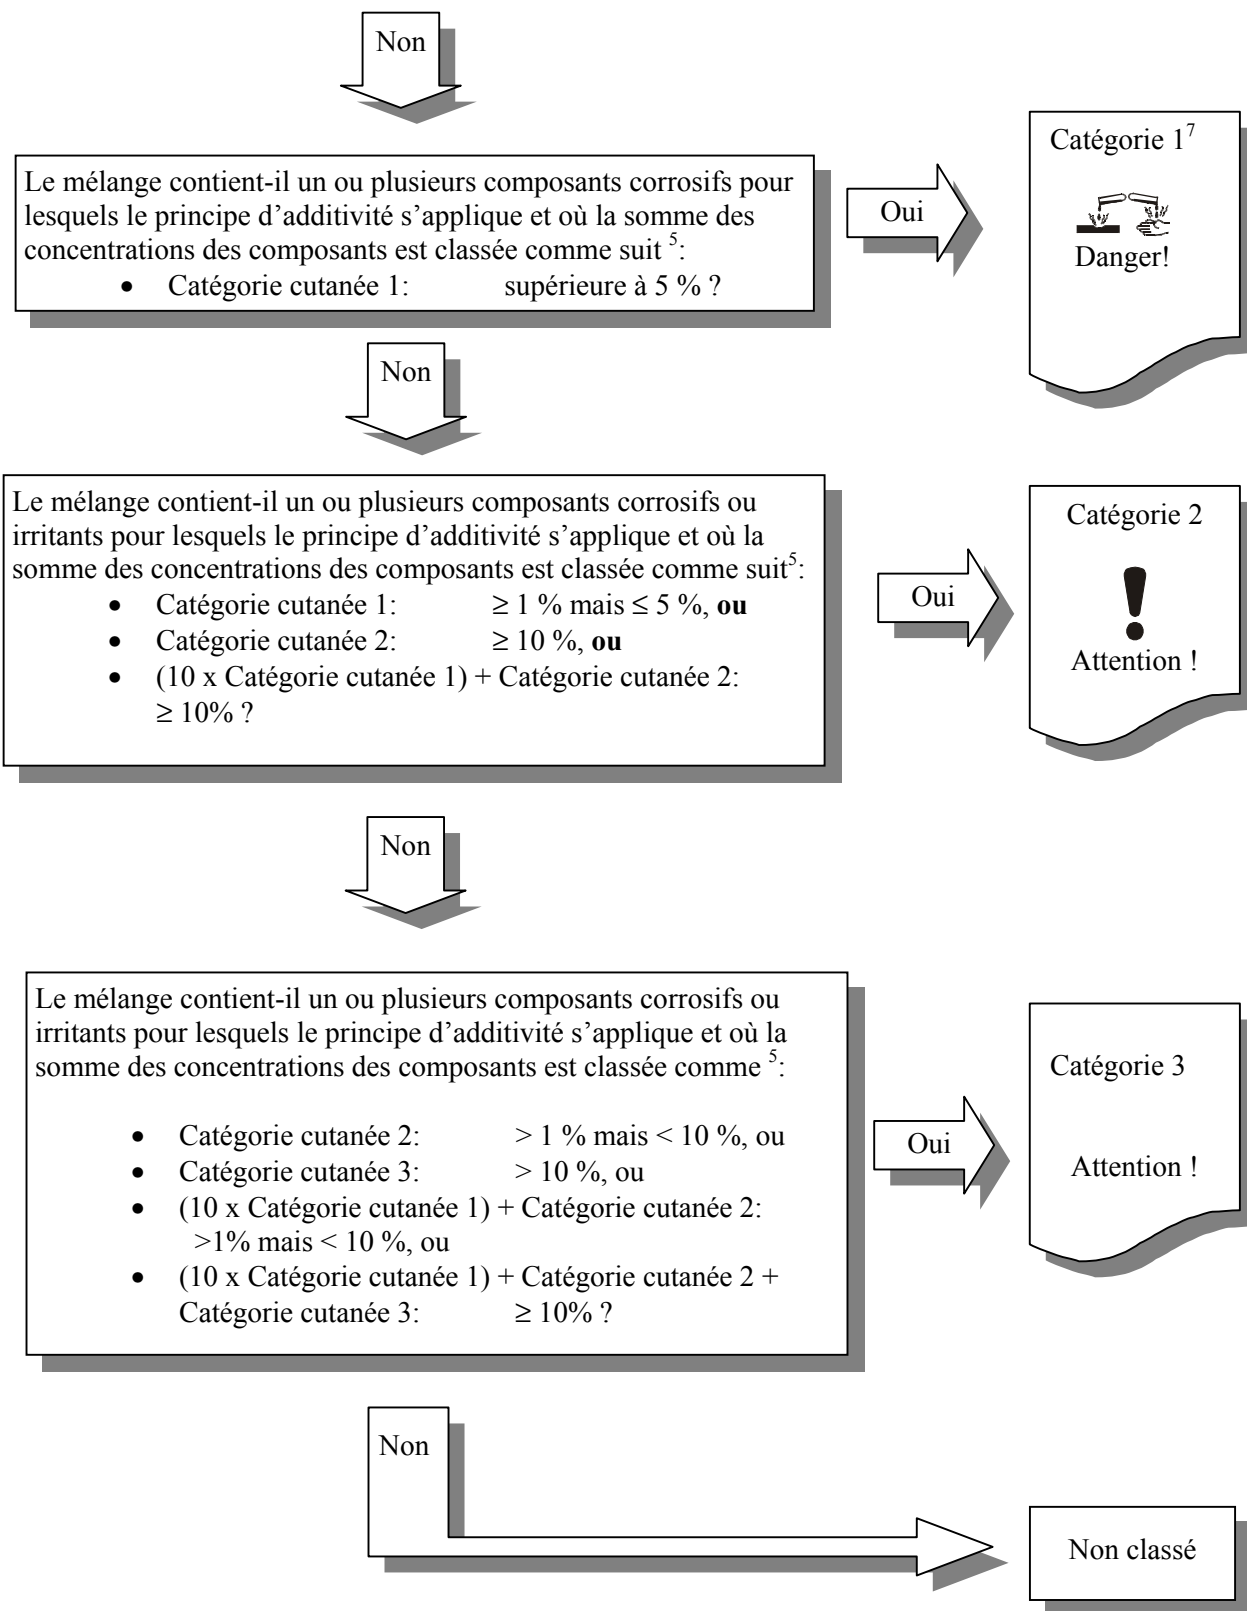 Non
Le mélange contient-il un ou plusieurs composants corrosifs pour
lesquels le principe d’additivité s’applique et où la somme des
concentrations des composants est classée comme suit ⁵:
• Catégorie cutanée 1: supérieure à 5 % ?
Oui
Catégorie 1⁷
Danger!
Non
Le mélange contient-il un ou plusieurs composants corrosifs ou
irritants pour lesquels le principe d’additivité s’applique et où la
somme des concentrations des composants est classée comme suit⁵:
• Catégorie cutanée 1: ≥ 1 % mais ≤ 5 %, ou
• Catégorie cutanée 2: ≥ 10 %, ou
• (10 x Catégorie cutanée 1) + Catégorie cutanée 2:
≥ 10% ?
Oui
Catégorie 2
Attention !
Non
Le mélange contient-il un ou plusieurs composants corrosifs ou
irritants pour lesquels le principe d’additivité s’applique et où la
somme des concentrations des composants est classée comme ⁵:
• Catégorie cutanée 2: > 1 % mais < 10 %, ou
• Catégorie cutanée 3: > 10 %, ou
• (10 x Catégorie cutanée 1) + Catégorie cutanée 2:
>1% mais < 10 %, ou
• (10 x Catégorie cutanée 1) + Catégorie cutanée 2 +
Catégorie cutanée 3: ≥ 10% ?
Oui
Catégorie 3
Attention !
Non
Non classé